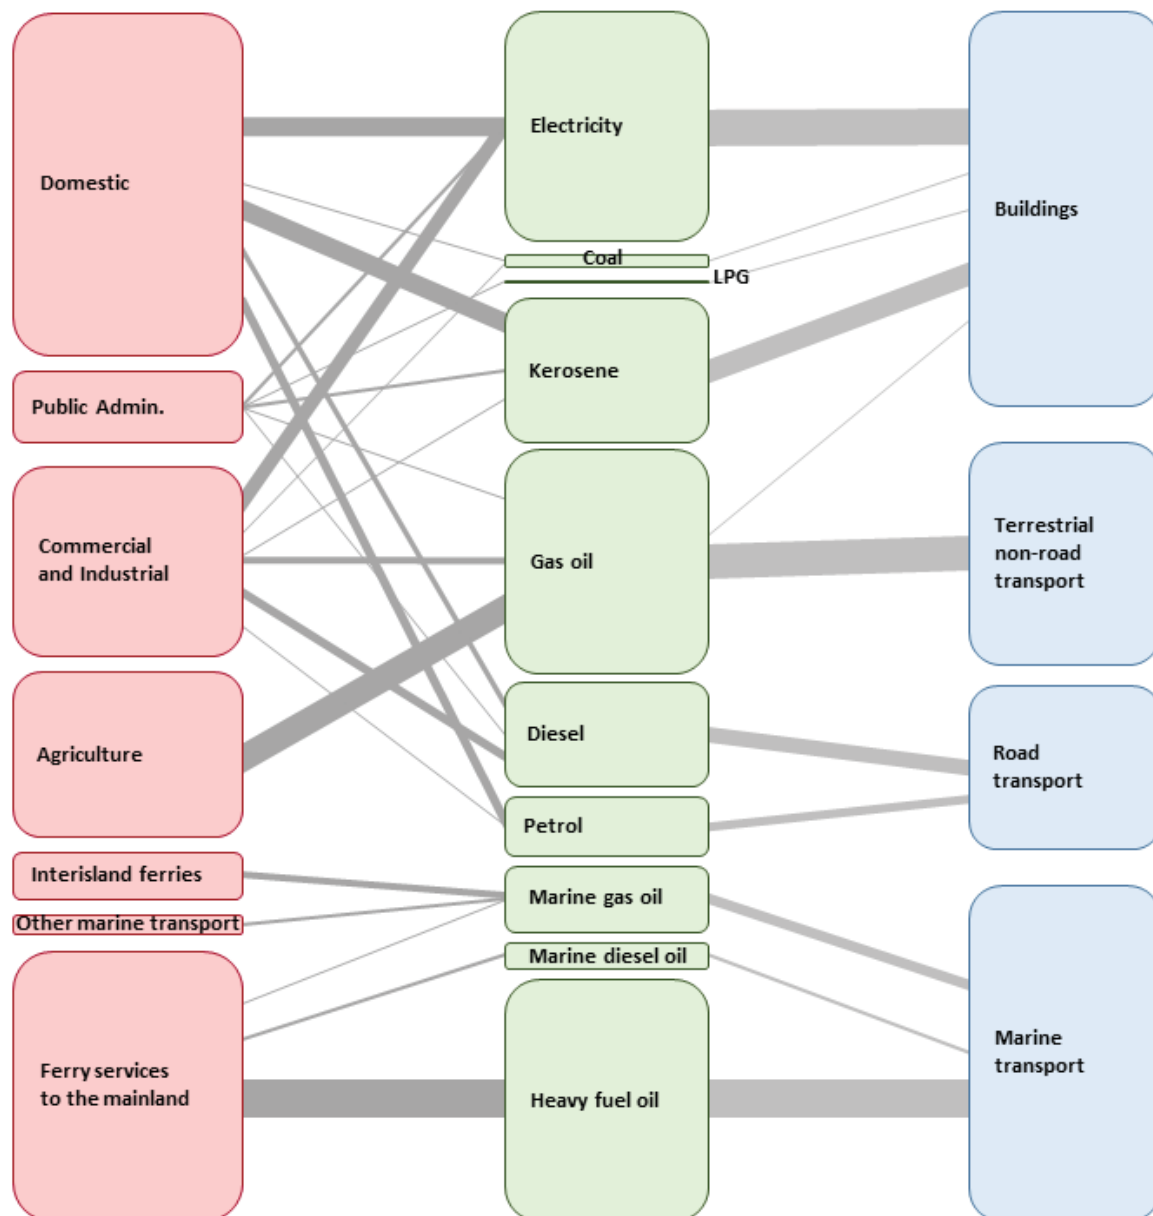 Domestic
Public Admin.
Commercial
and Industrial
Agriculture
Interisland ferries
Other marine transport
Ferry services
to the mainland
Electricity
Coal
LPG
Kerosene
Gas oil
Diesel
Petrol
Marine gas oil
Marine diesel oil
Heavy fuel oil
Buildings
Terrestrial
non-road
transport
Road
transport
Marine
transport